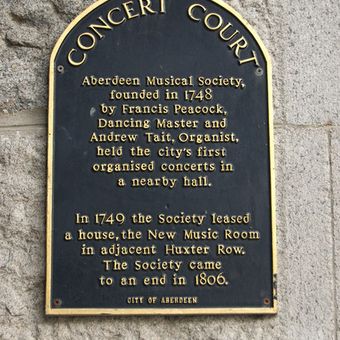 CONCERT COURT
Aberdeen Musical Society,
founded in 1748
by Francis Peacock,
Dancing Master and
Andrew Tait, Organist,
held the city's first
organised concerts in
a nearby hall.
In 1749 the Society leased
a house, the New Music Room
in adjacent Huxter Row.
The Society came
to an end in 1806.
CITY OF ABERDEEN